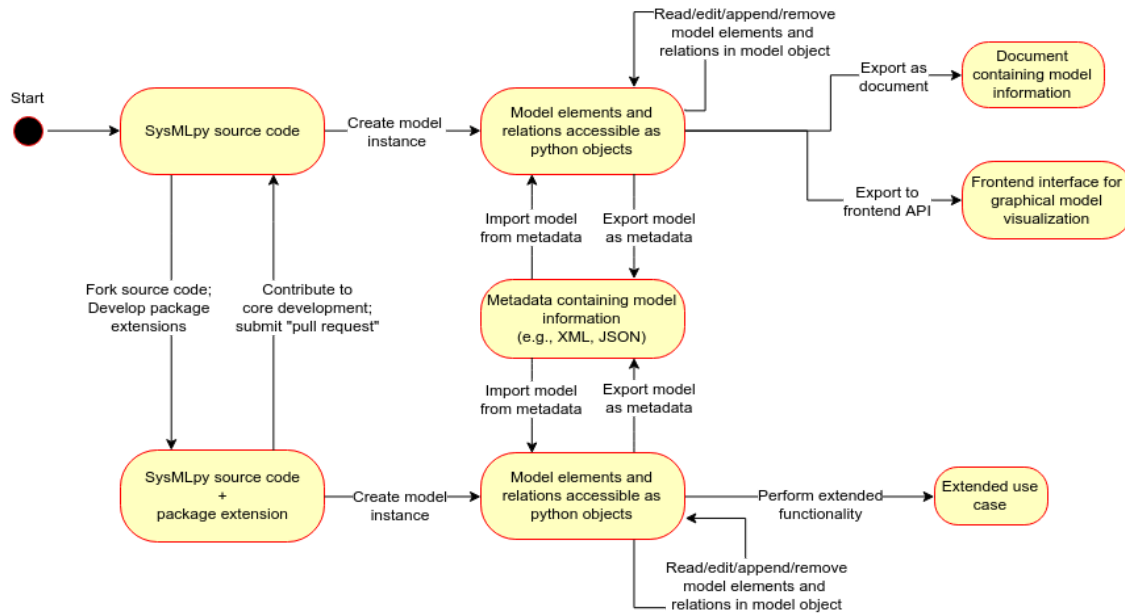 Read/edit/append/remove
model elements and
relations in model object
Export as
document
Document
containing model
information
Start
SysMLpy source code
Create model
instance
Model elements and
relations accessible as
python objects
Export to
frontend API
Frontend interface for
graphical model
visualization
Import model
from metadata
Export model
as metadata
Fork source code;
Develop package
extensions
Contribute to
core development;
submit "pull request"
Metadata containing model
information
(e.g., XML, JSON)
Import model
from metadata
Export model
as metadata
SysMLpy source code
+
package extension
Create model
instance
Model elements and
relations accessible as
python objects
Perform extended
functionality
Extended use
case
Read/edit/append/remove
model elements and
relations in model object